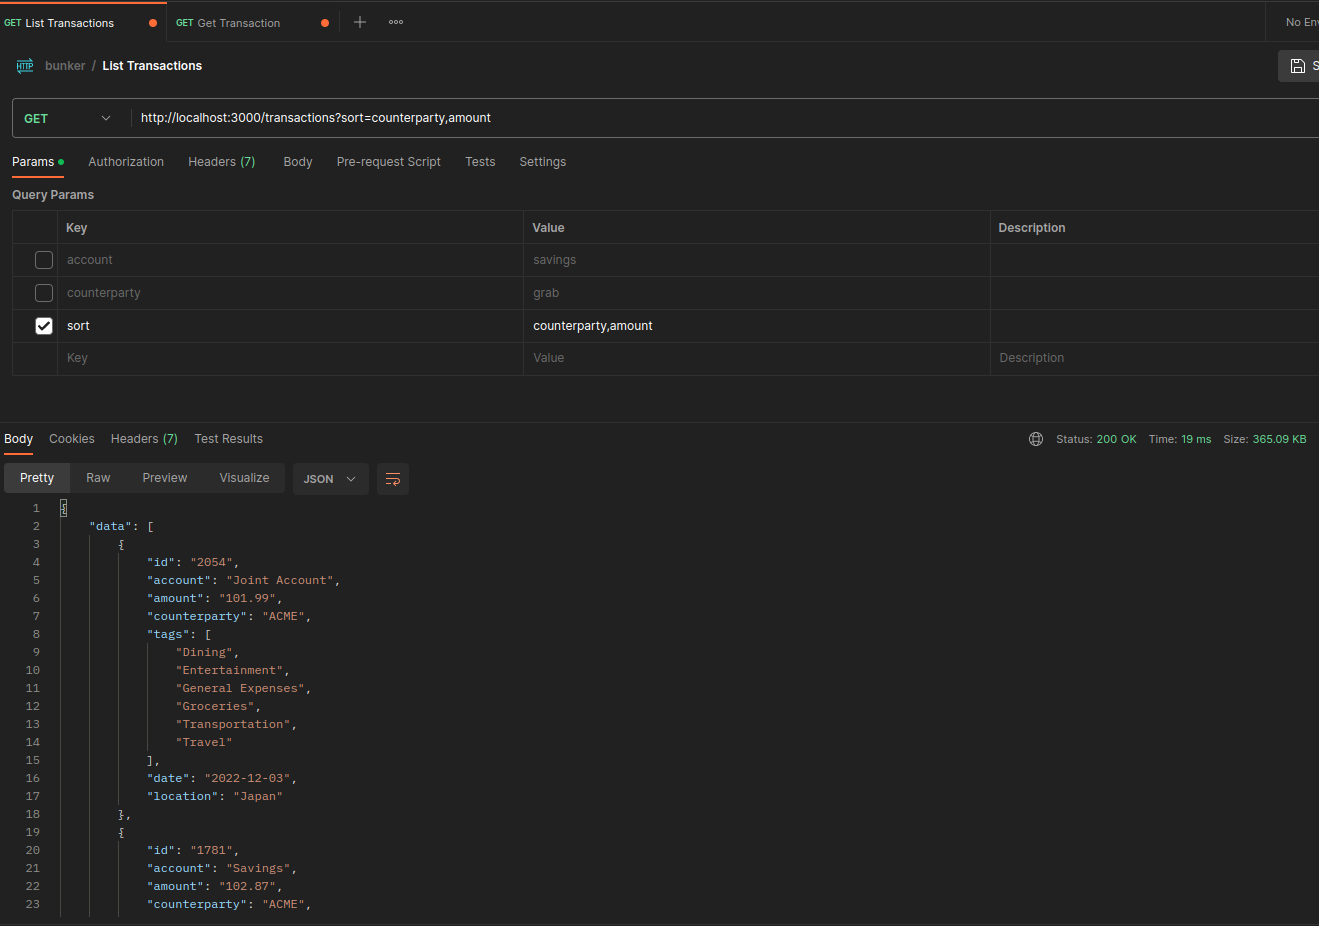 GET List Transactions GET Get Transaction No Env
HTTP bunker / List Transactions S
GET http://localhost:3000/transactions?sort=counterparty,amount
Params Authorization Headers (7) Body Pre-request Script Tests Settings
Query Params
Key Value Description
account savings
counterparty grab
sort counterparty,amount
Key Value Description
Body Cookies Headers (7) Test Results Status: 200 OK Time: 19 ms Size: 365.09 KB
Pretty Raw Preview Visualize JSON
1 {
2 "data": [
3 {
4 "id": "2054",
5 "account": "Joint Account",
6 "amount": "101.99",
7 "counterparty": "ACME",
8 "tags": [
9 "Dining",
10 "Entertainment",
11 "General Expenses",
12 "Groceries",
13 "Transportation",
14 "Travel"
15 ],
16 "date": "2022-12-03",
17 "location": "Japan"
18 },
19 {
20 "id": "1781",
21 "account": "Savings",
22 "amount": "102.87",
23 "counterparty": "ACME",